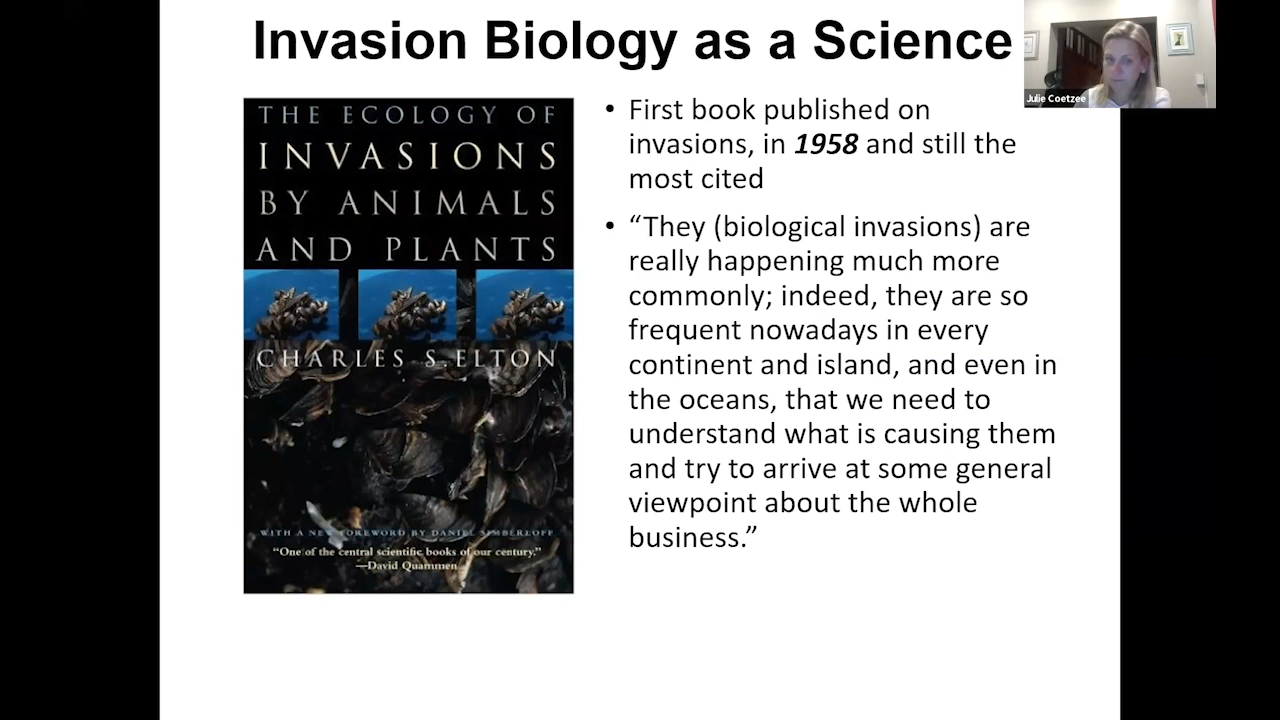 Invasion Biology as a Science
Julie Coetzee
THE ECOLOGY OF
INVASIONS
BY ANIMALS
AND PLANTS
CHARLES S. ELTON
WITH A NEW FOREWORD BY DANIEL SIMBERLOFF
“One of the central scientific books of our century.”
—David Quammen
• First book published on
invasions, in 1958 and still the
most cited
• “They (biological invasions) are
really happening much more
commonly; indeed, they are so
frequent nowadays in every
continent and island, and even in
the oceans, that we need to
understand what is causing them
and try to arrive at some general
viewpoint about the whole
business.”